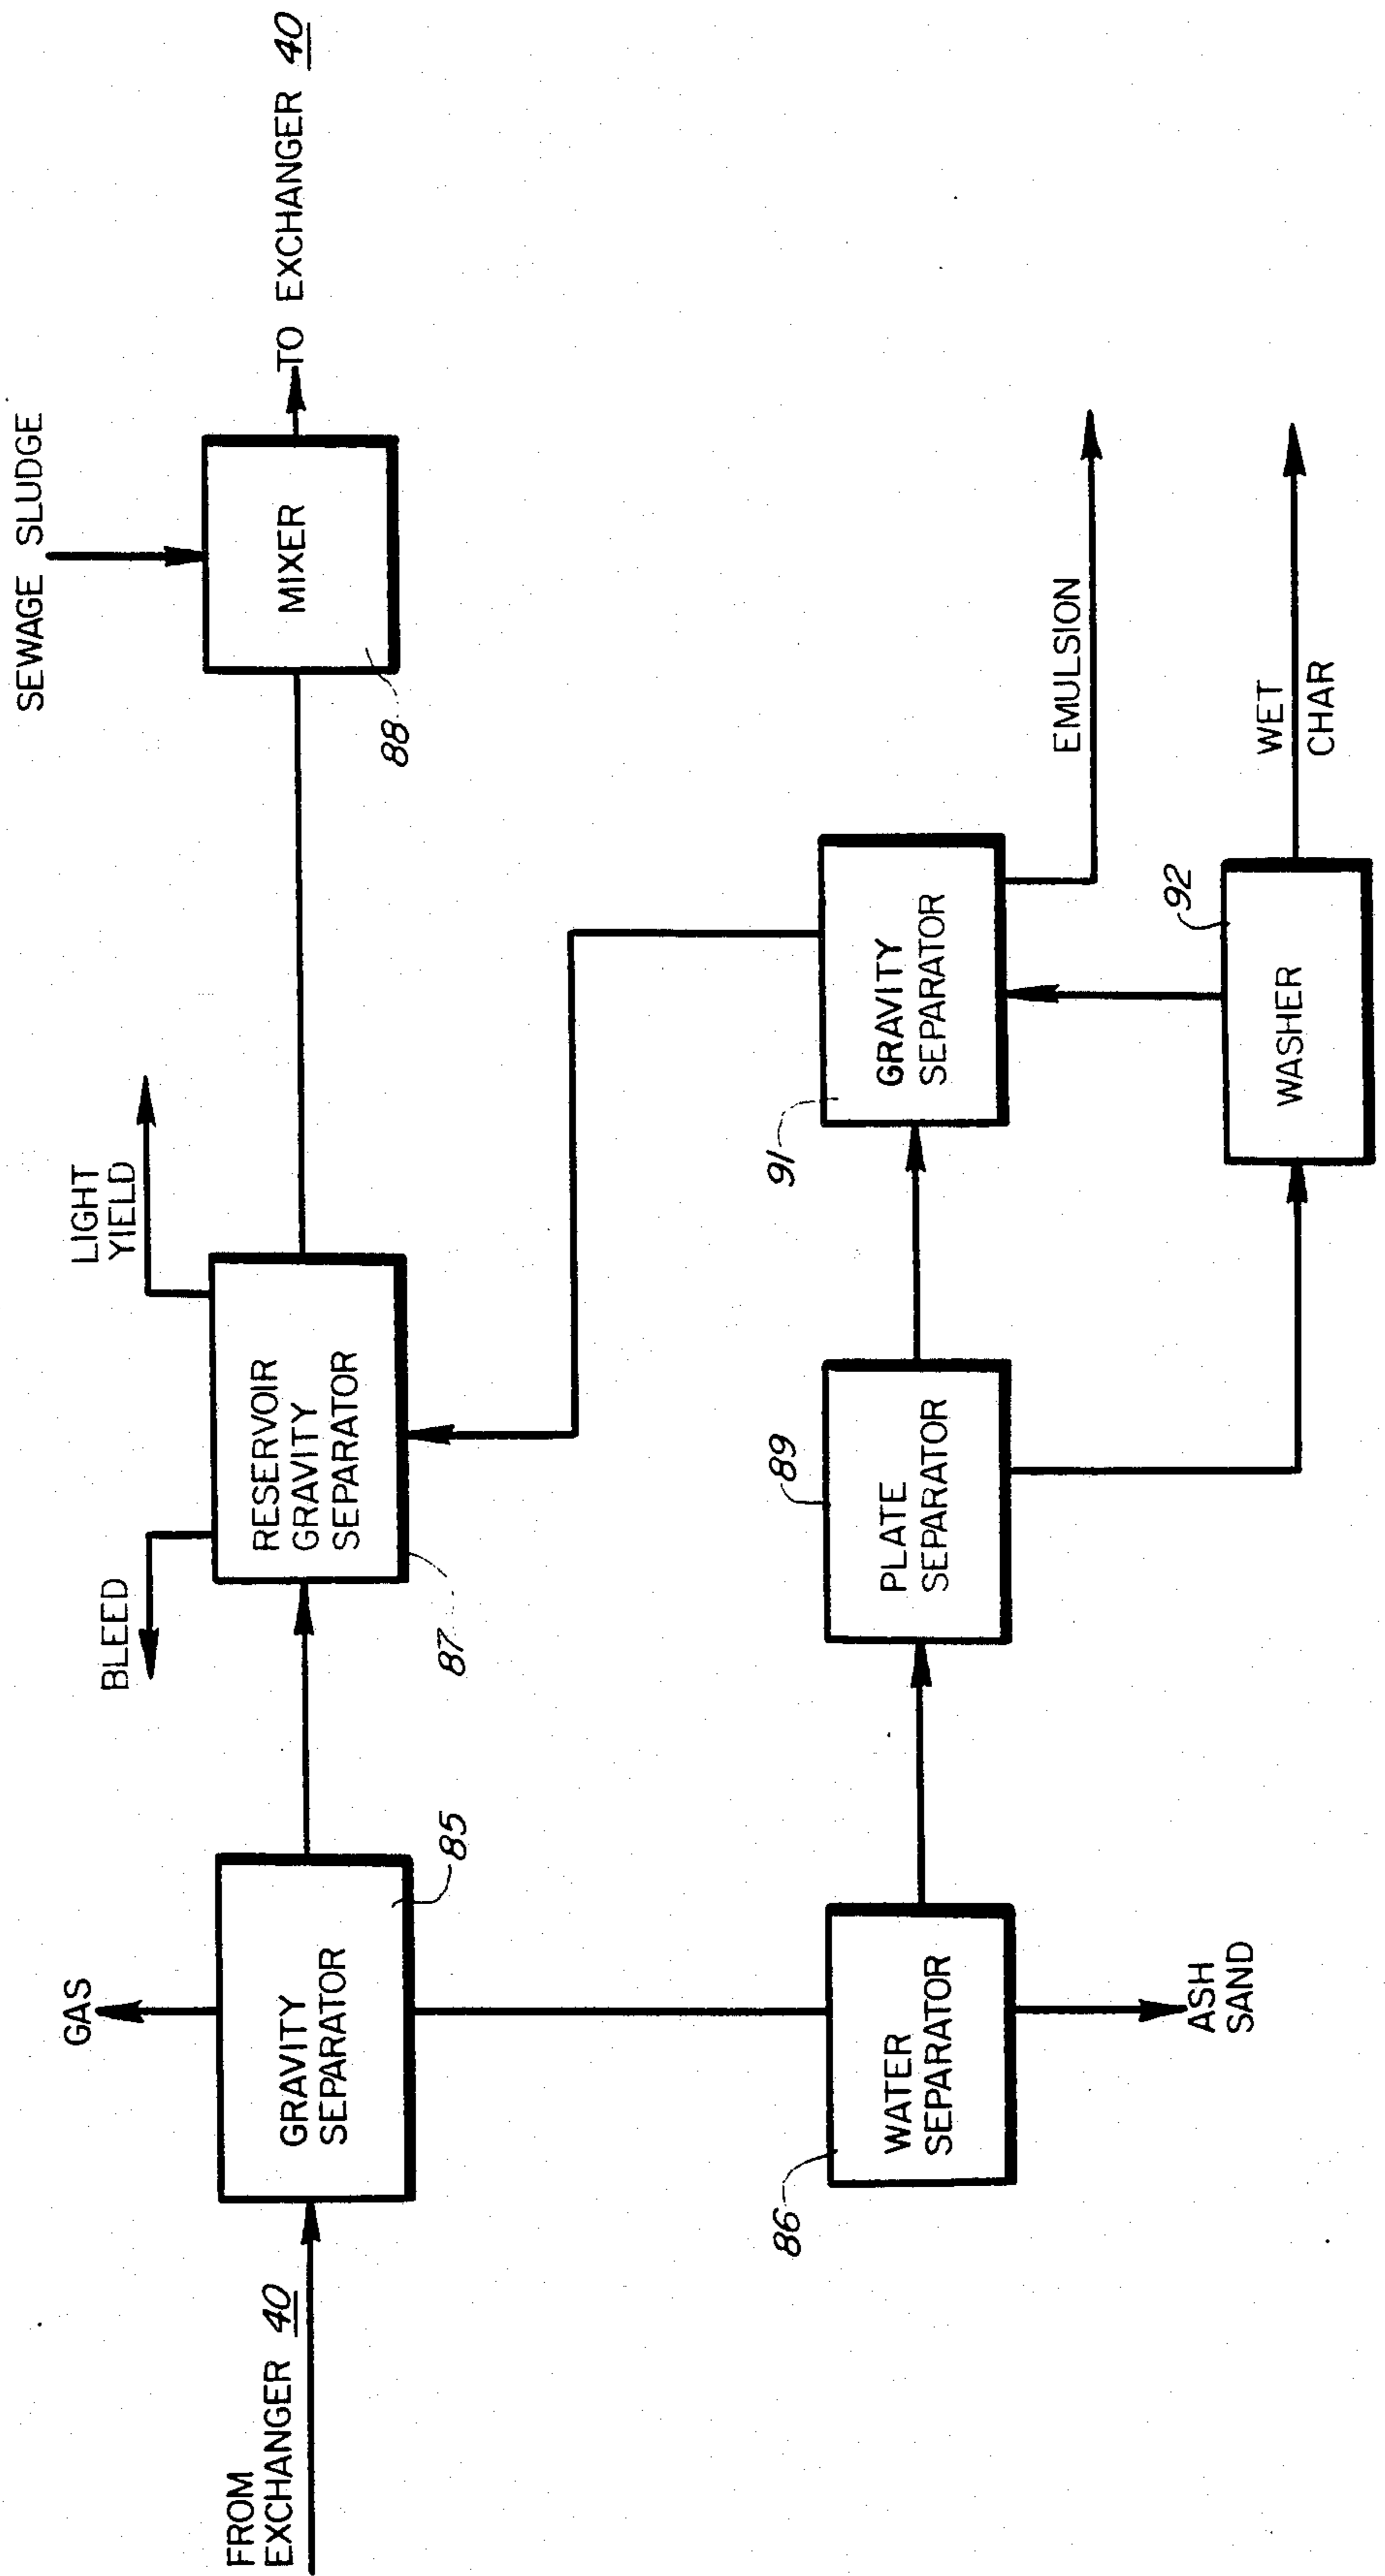 SEWAGE SLUDGE
GAS
BLEED
LIGHT
YIELD
FROM
EXCHANGER 40
GRAVITY
SEPARATOR
85
RESERVOIR
GRAVITY
SEPARATOR
87
MIXER
88
TO EXCHANGER 40
WATER
SEPARATOR
86
ASH
SAND
PLATE
SEPARATOR
89
GRAVITY
SEPARATOR
91
EMULSION
WASHER
92
WET
CHAR